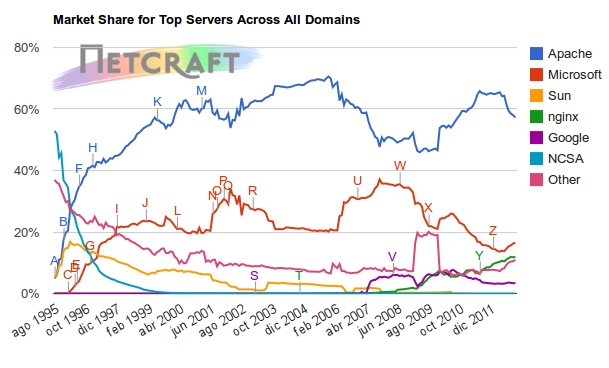 Market Share for Top Servers Across All Domains
NETCRAFT
80%
60%
40%
20%
0%
A
B
C
D
E
F
G
H
I
J
K
L
M
N
O
P
Q
R
S
T
U
V
W
X
Y
Z
ago 1995
oct 1996
dic 1997
feb 1999
abr 2000
jun 2001
ago 2002
oct 2003
dic 2004
feb 2006
abr 2007
jun 2008
ago 2009
oct 2010
dic 2011
Apache
Microsoft
Sun
nginx
Google
NCSA
Other